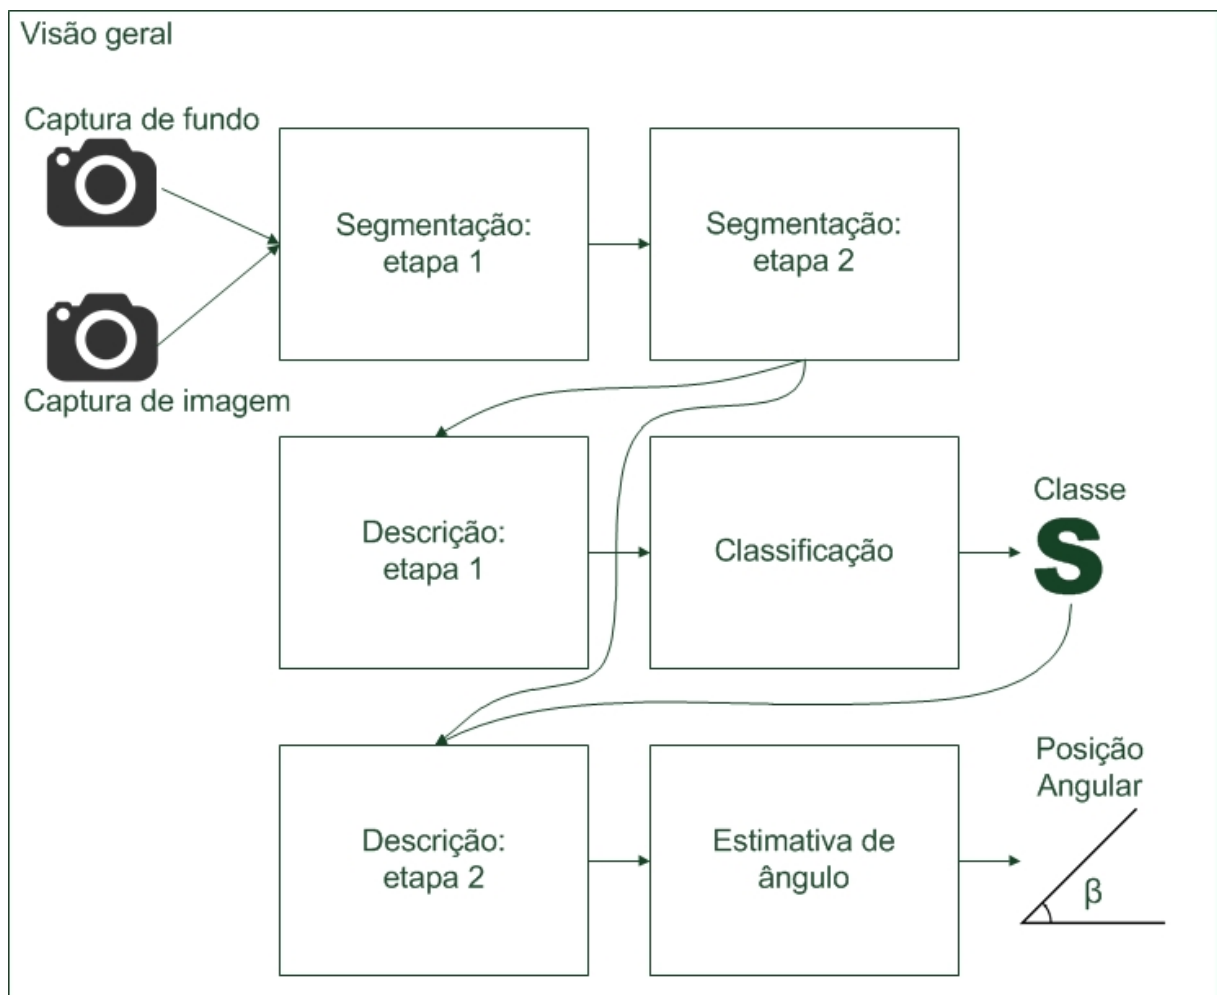 Visão geral
Captura de fundo
Captura de imagem
Segmentação:
etapa 1
Segmentação:
etapa 2
Descrição:
etapa 1
Classificação
Classe
S
Descrição:
etapa 2
Estimativa de
ângulo
Posição
Angular
β